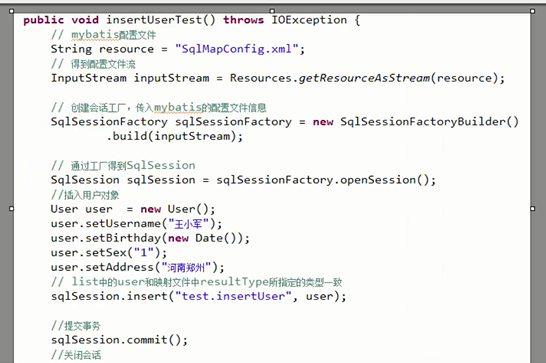 public void insertUserTest() throws IOException {
// mybatis配置文件
String resource = "SqlMapConfig.xml";
// 得到配置文件流
InputStream inputStream = Resources.getResourceAsStream(resource);
// 创建会话工厂，传入mybatis的配置文件信息
SqlSessionFactory sqlSessionFactory = new SqlSessionFactoryBuilder()
.build(inputStream);
// 通过工厂得到SqlSession
SqlSession sqlSession = sqlSessionFactory.openSession();
//插入用户对象
User user  = new User();
user.setUsername("王小军");
user.setBirthday(new Date());
user.setSex("1");
user.setAddress("河南郑州");
// list中的user和映射文件中resultType所指定的类型一致
sqlSession.insert("test.insertUser", user);
//提交事务
sqlSession.commit();
//关闭会话